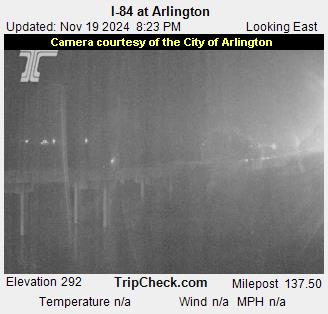 I-84 at Arlington
Updated: Nov 19 2024 8:23 PM Looking East
Camera courtesy of the City of Arlington
Elevation 292 TripCheck.com Milepost 137.50
Temperature n/a Wind n/a MPH n/a